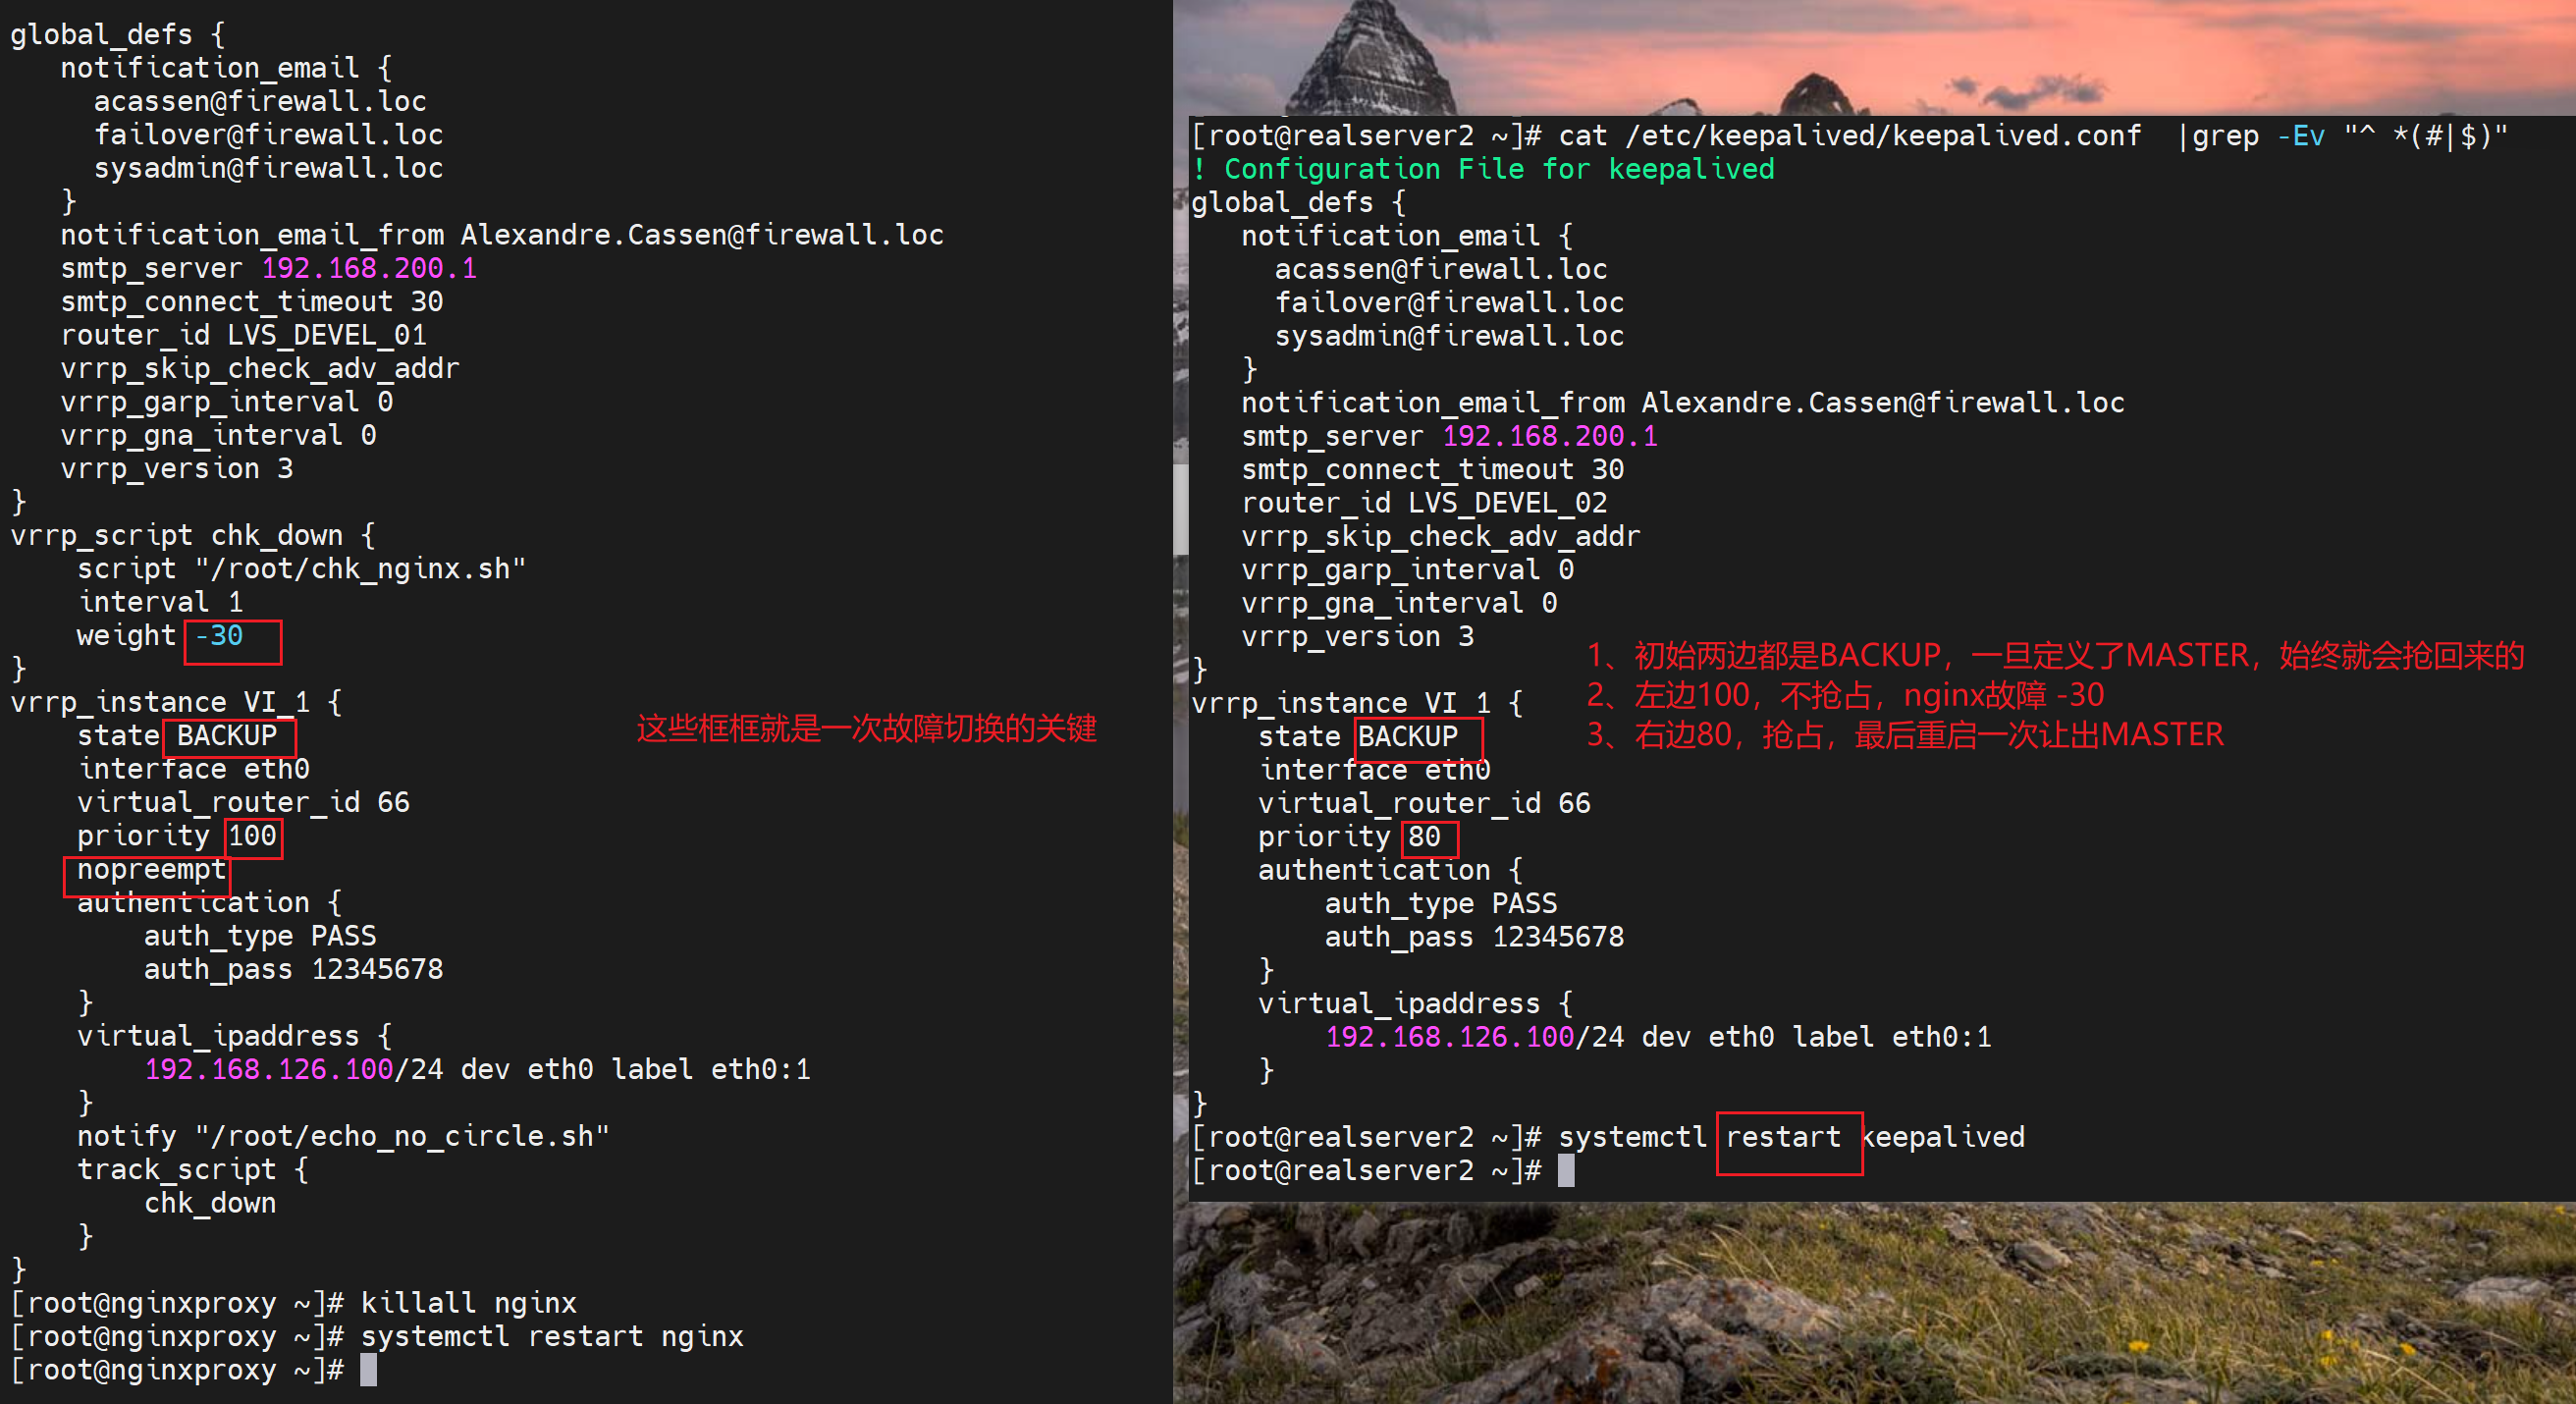 global_defs {
notification_email {
acassen@firewall.loc
failover@firewall.loc
sysadmin@firewall.loc
}
notification_email_from Alexandre.Cassen@firewall.loc
smtp_server 192.168.200.1
smtp_connect_timeout 30
router_id LVS_DEVEL_01
vrrp_skip_check_adv_addr
vrrp_garp_interval 0
vrrp_gna_interval 0
vrrp_version 3
}
vrrp_script chk_down {
script "/root/chk_nginx.sh"
interval 1
weight -30
}
vrrp_instance VI_1 {
state BACKUP
interface eth0
virtual_router_id 66
priority 100
nopreempt
authentication {
auth_type PASS
auth_pass 12345678
}
virtual_ipaddress {
192.168.126.100/24 dev eth0 label eth0:1
}
notify "/root/echo_no_circle.sh"
track_script {
chk_down
}
}
[root@nginxproxy ~]# killall nginx
[root@nginxproxy ~]# systemctl restart nginx
[root@nginxproxy ~]#
这些框框就是一次故障切换的关键
[root@realserver2 ~]# cat /etc/keepalived/keepalived.conf  |grep -Ev "^ *(#|$)"
! Configuration File for keepalived
global_defs {
notification_email {
acassen@firewall.loc
failover@firewall.loc
sysadmin@firewall.loc
}
notification_email_from Alexandre.Cassen@firewall.loc
smtp_server 192.168.200.1
smtp_connect_timeout 30
router_id LVS_DEVEL_02
vrrp_skip_check_adv_addr
vrrp_garp_interval 0
vrrp_gna_interval 0
vrrp_version 3
}
vrrp_instance VI_1 {
state BACKUP
interface eth0
virtual_router_id 66
priority 80
authentication {
auth_type PASS
auth_pass 12345678
}
virtual_ipaddress {
192.168.126.100/24 dev eth0 label eth0:1
}
}
[root@realserver2 ~]# systemctl restart keepalived
[root@realserver2 ~]#
1、初始两边都是BACKUP，一旦定义了MASTER，始终就会抢回来的
2、左边100，不抢占，nginx故障 -30
3、右边80，抢占，最后重启一次让出MASTER